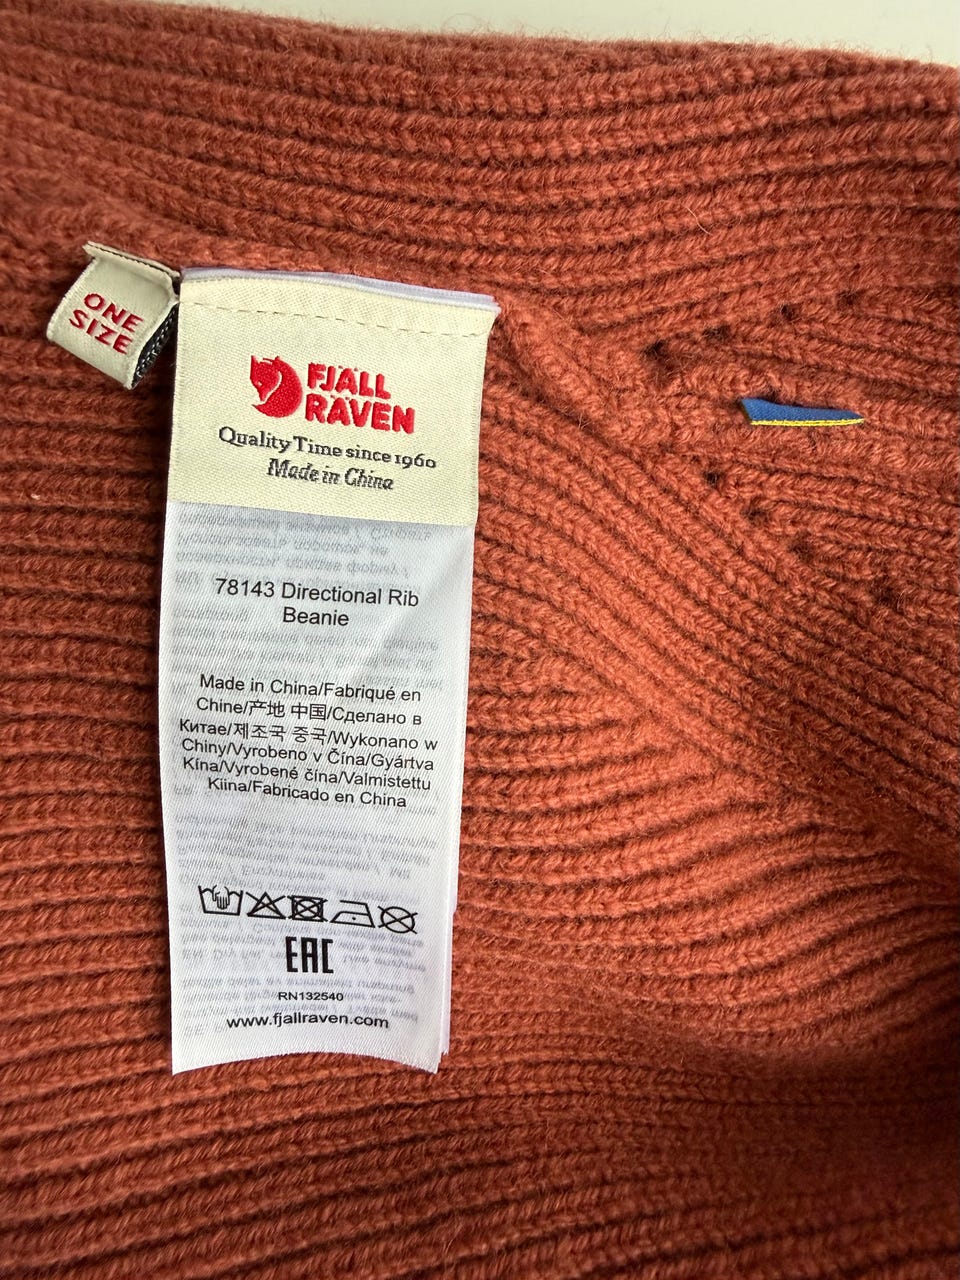 ONE
SIZE
FJÄLL
RÄVEN
Quality Time since 1960
Made in China
78143 Directional Rib
Beanie
Made in China/Fabriqué en
Chine/产地 中国/Сделано в
Китае/제조국 중국/Wykonano w
Chiny/Vyrobeno v Čína/Gyártva
Kína/Vyrobené čína/Valmistettu
Kiina/Fabricado en China
EAC
RN132540
www.fjallraven.com